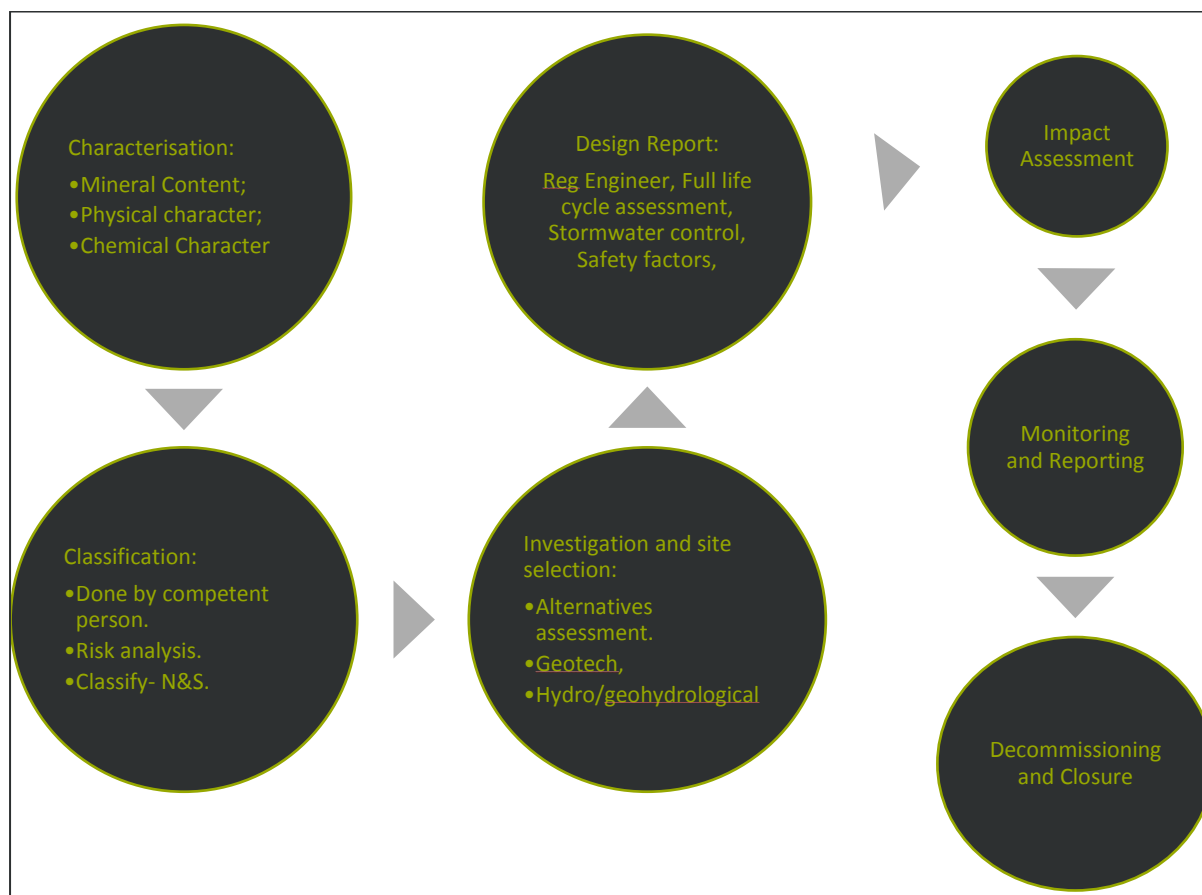 Characterisation:
•Mineral Content;
•Physical character;
•Chemical Character
Classification:
•Done by competent
person.
•Risk analysis.
•Classify- N&S.
Investigation and site
selection:
•Alternatives
assessment.
•Geotech,
•Hydro/geohydrological
Design Report:
Reg Engineer, Full life
cycle assessment,
Stormwater control,
Safety factors,
Impact
Assessment
Monitoring
and Reporting
Decommissioning
and Closure